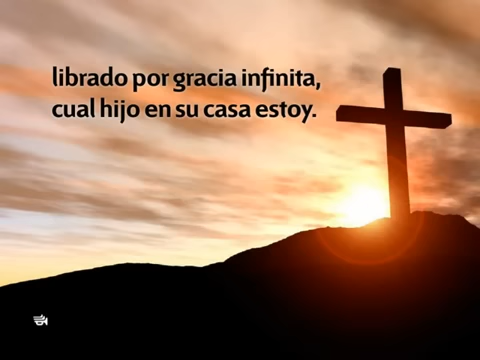 librado por gracia infinita,
cual hijo en su casa estoy.